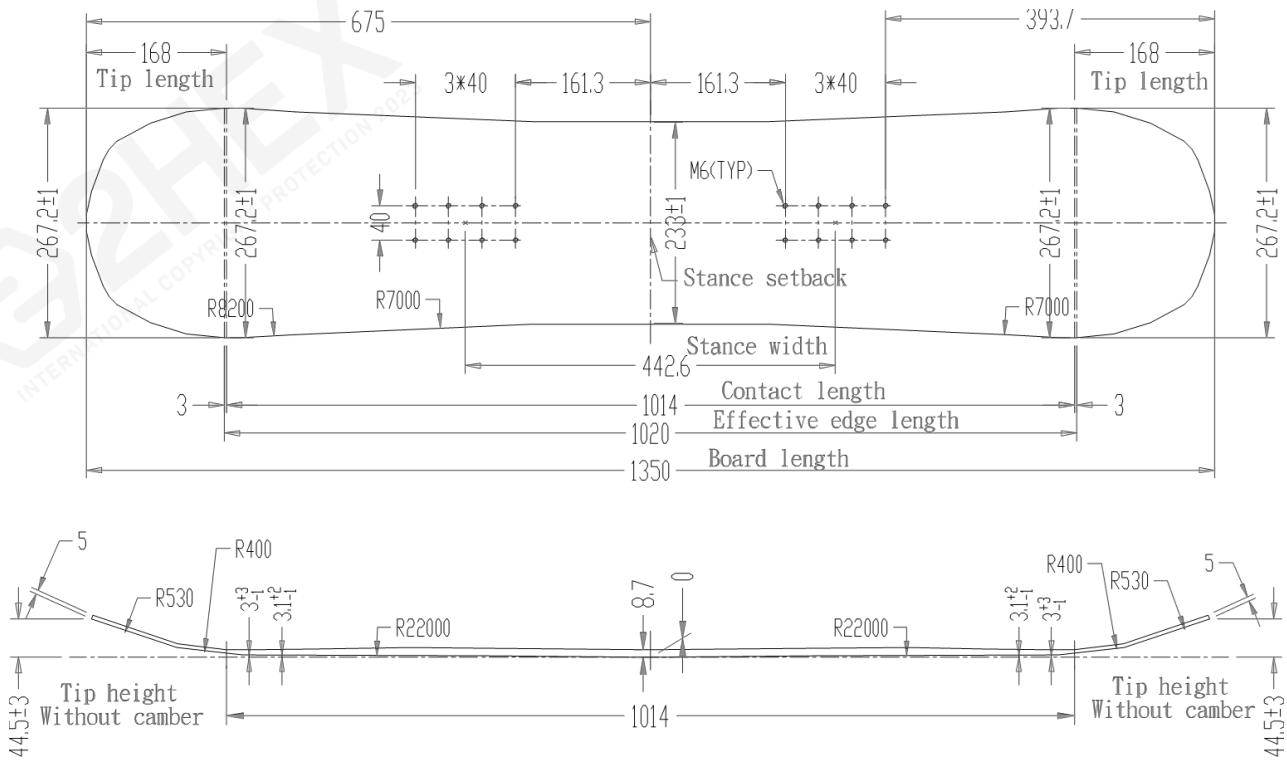 675
393.7
168
Tip length
3*40
161.3
161.3
3*40
168
Tip length
M6(TYP)
267.2±1
267.2±1
40
233±1
267.2±1
267.2±1
Stance setback
R8200
R7000
R7000
Stance width
442.6
Contact length
3
1014
3
Effective edge length
1020
Board length
1350
5
R400
R530
3+3-1
3.1+2-1
R22000
8.7
0
R22000
3.1+2-1
3+3-1
R400
R530
5
Tip height
Without camber
44.5±3
1014
Tip height
Without camber
44.5±3
INTERNATIONAL COPYRIGHT PROTECTION 2023